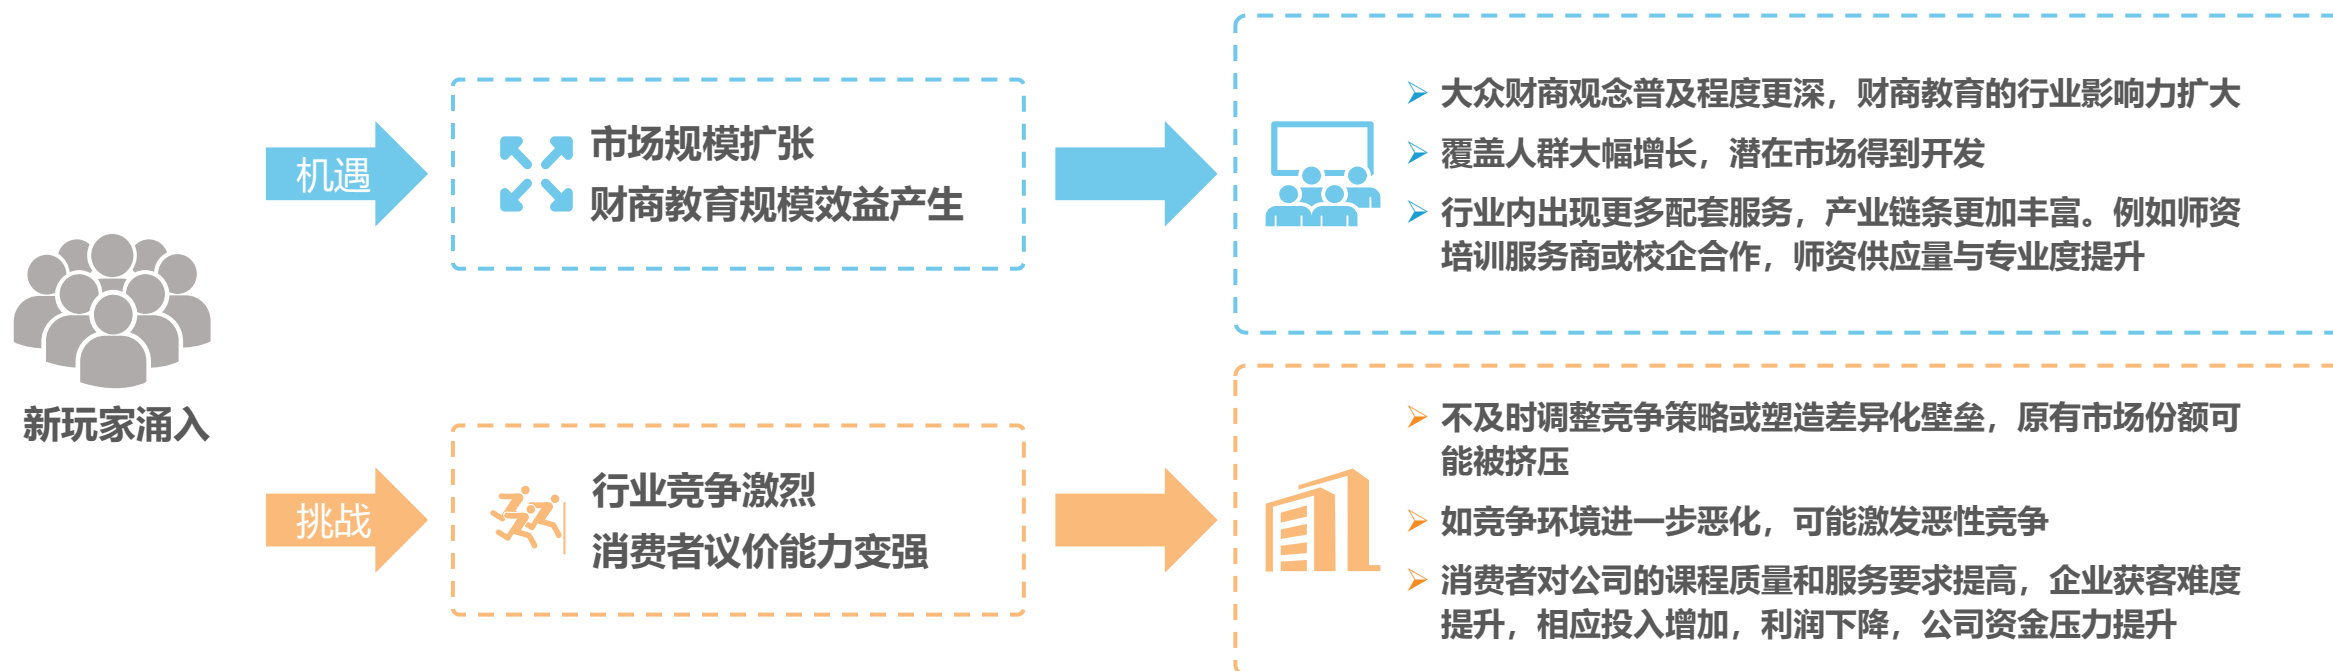 新玩家涌入
机遇
市场规模扩张
财商教育规模效益产生
大众财商观念普及程度更深，财商教育的行业影响力扩大
覆盖人群大幅增长，潜在市场得到开发
行业内出现更多配套服务，产业链条更加丰富。例如师资
培训服务商或校企合作，师资供应量与专业度提升
挑战
行业竞争激烈
消费者议价能力变强
不及时调整竞争策略或塑造差异化壁垒，原有市场份额可
能被挤压
如竞争环境进一步恶化，可能激发恶性竞争
消费者对公司的课程质量和服务要求提高，企业获客难度
提升，相应投入增加，利润下降，公司资金压力提升